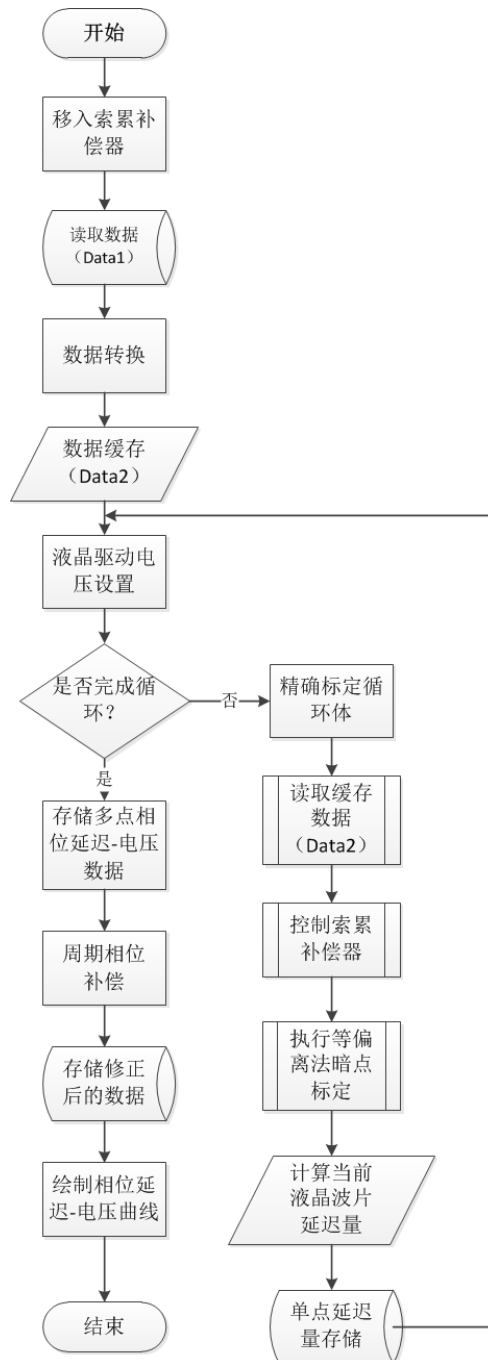 开始
移入索累补
偿器
读取数据
（Data1）
数据转换
数据缓存
（Data2）
液晶驱动电
压设置
是否完成循
环？
否
是
存储多点相
位延迟-电压
数据
周期相位
补偿
存储修正
后的数据
绘制相位延
迟-电压曲线
结束
精确标定循
环体
读取缓存
数据
（Data2）
控制索累
补偿器
执行等偏
离法暗点
标定
计算当前
液晶波片
延迟量
单点延迟
量存储